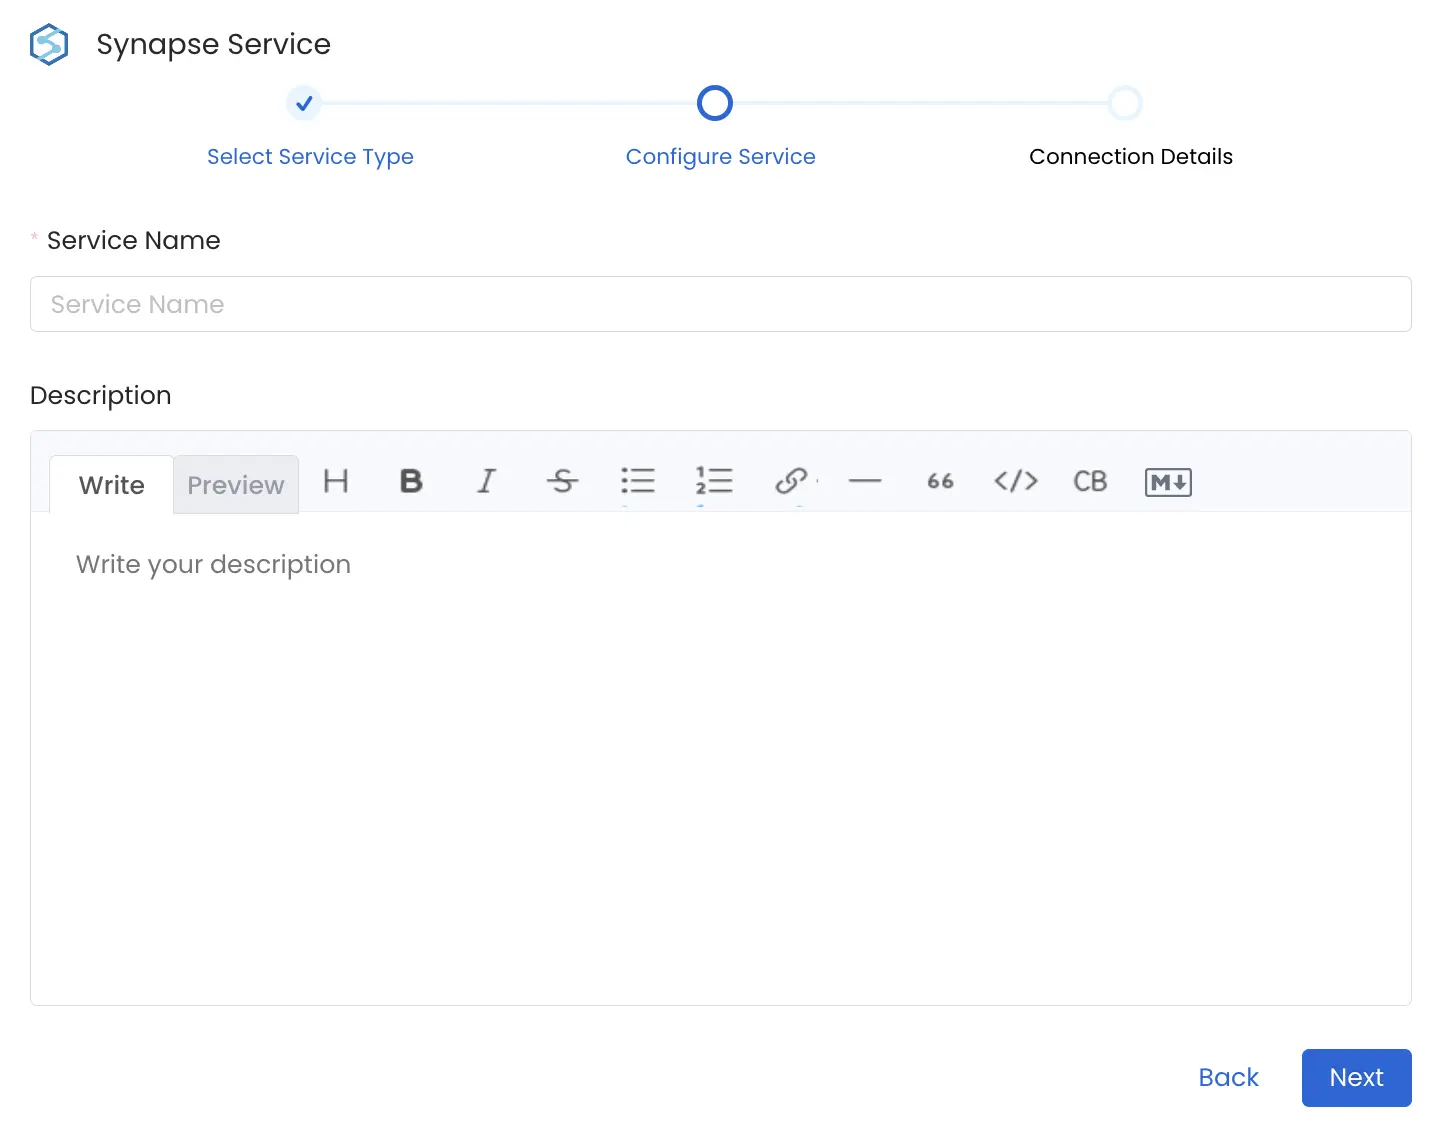 Synapse Service
Select Service Type Configure Service Connection Details
* Service Name
Service Name
Description
Write Preview H B I S 66 </> CB M↓
Write your description
Back Next